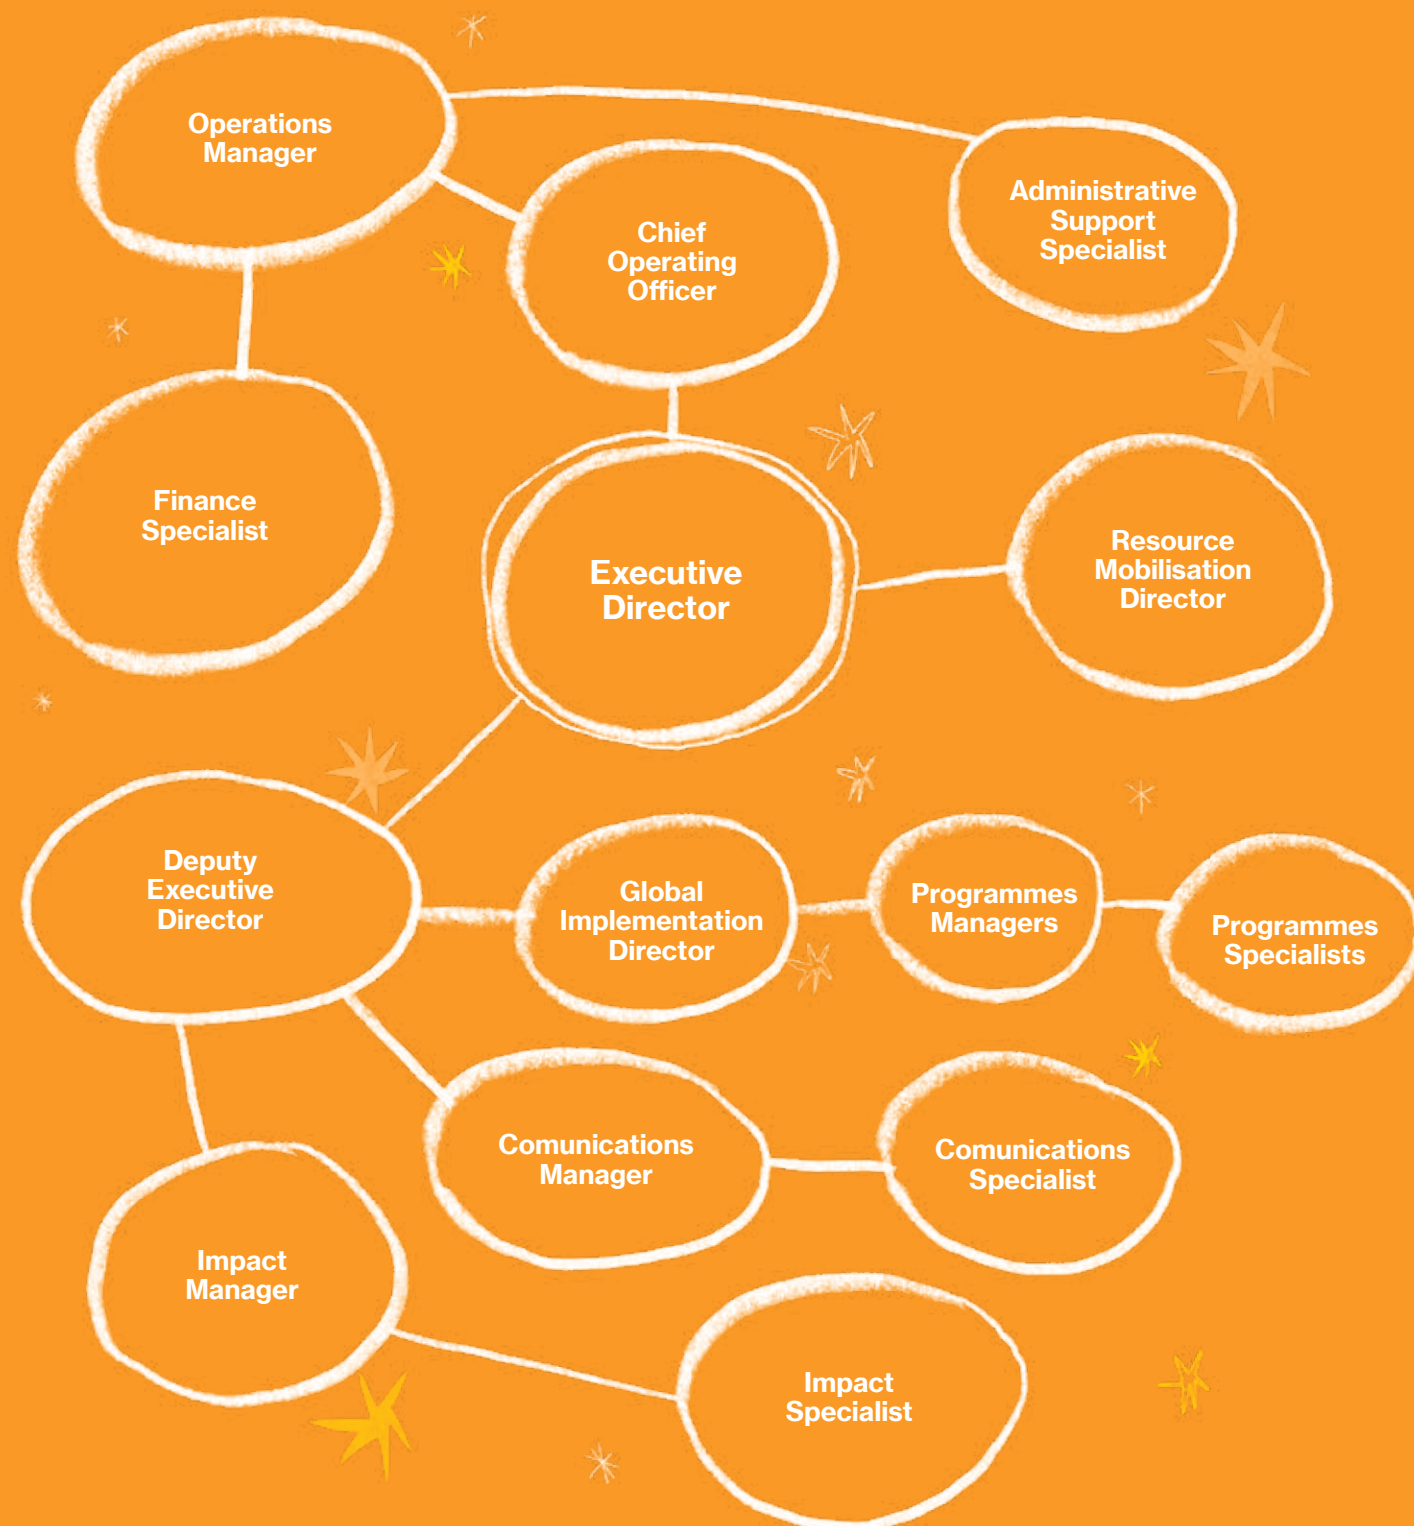 Operations
Manager
Chief
Operating
Officer
Administrative
Support
Specialist
Finance
Specialist
Executive
Director
Resource
Mobilisation
Director
Deputy
Executive
Director
Global
Implementation
Director
Programmes
Managers
Programmes
Specialists
Comunications
Manager
Comunications
Specialist
Impact
Manager
Impact
Specialist